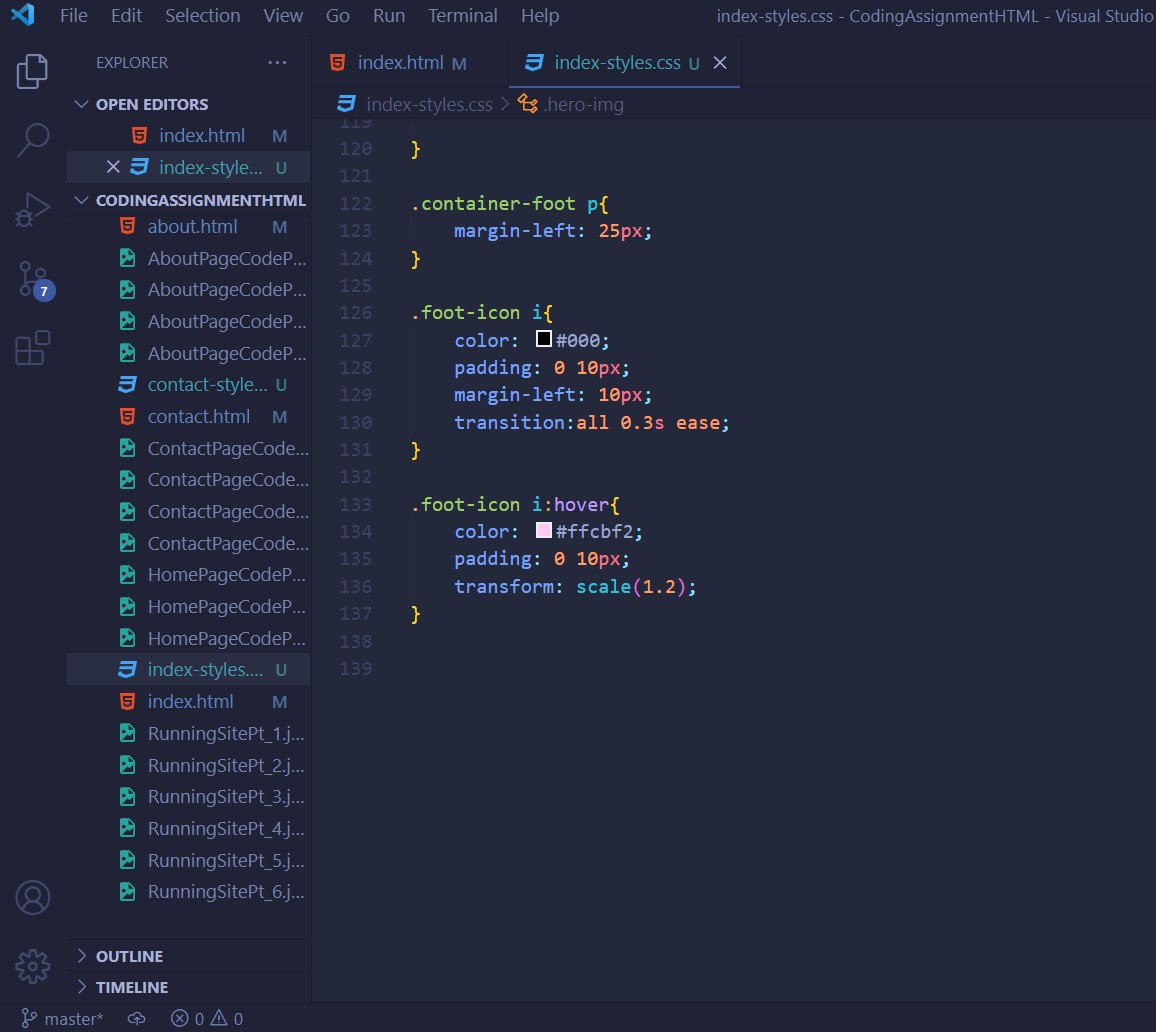 File Edit Selection View Go Run Terminal Help index-styles.css - CodingAssignmentHTML - Visual Studio
EXPLORER ...
OPEN EDITORS
index.html M
index-style... U
CODINGASSIGNMENTHTML
about.html M
AboutPageCodeP...
AboutPageCodeP...
AboutPageCodeP...
AboutPageCodeP...
contact-style... U
contact.html M
ContactPageCode...
ContactPageCode...
ContactPageCode...
ContactPageCode...
HomePageCodeP...
HomePageCodeP...
HomePageCodeP...
index-styles.... U
index.html M
RunningSitePt_1.j...
RunningSitePt_2.j...
RunningSitePt_3.j...
RunningSitePt_4.j...
RunningSitePt_5.j...
RunningSitePt_6.j...
OUTLINE
TIMELINE
7
index.html M index-styles.css U
index-styles.css > .hero-img
119
120 }
121
122 .container-foot p{
123 margin-left: 25px;
124 }
125
126 .foot-icon i{
127 color: #000;
128 padding: 0 10px;
129 margin-left: 10px;
130 transition:all 0.3s ease;
131 }
132
133 .foot-icon i:hover{
134 color: #ffcbf2;
135 padding: 0 10px;
136 transform: scale(1.2);
137 }
138
139
master* 0 0